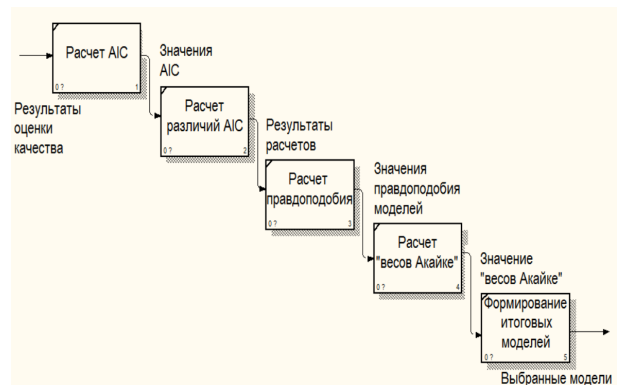 Расчет AIC
0 ?
1
Значения
AIC
Результаты
оценки
качества
Расчет
различий AIC
0 ?
2
Результаты
расчетов
Расчет
правдоподобия
0 ?
3
Значения
правдоподобия
моделей
Расчет
"весов Акайке"
0 ?
4
Значение
"весов Акайке"
Формирование
итоговых
моделей
0 ?
5
Выбранные модели